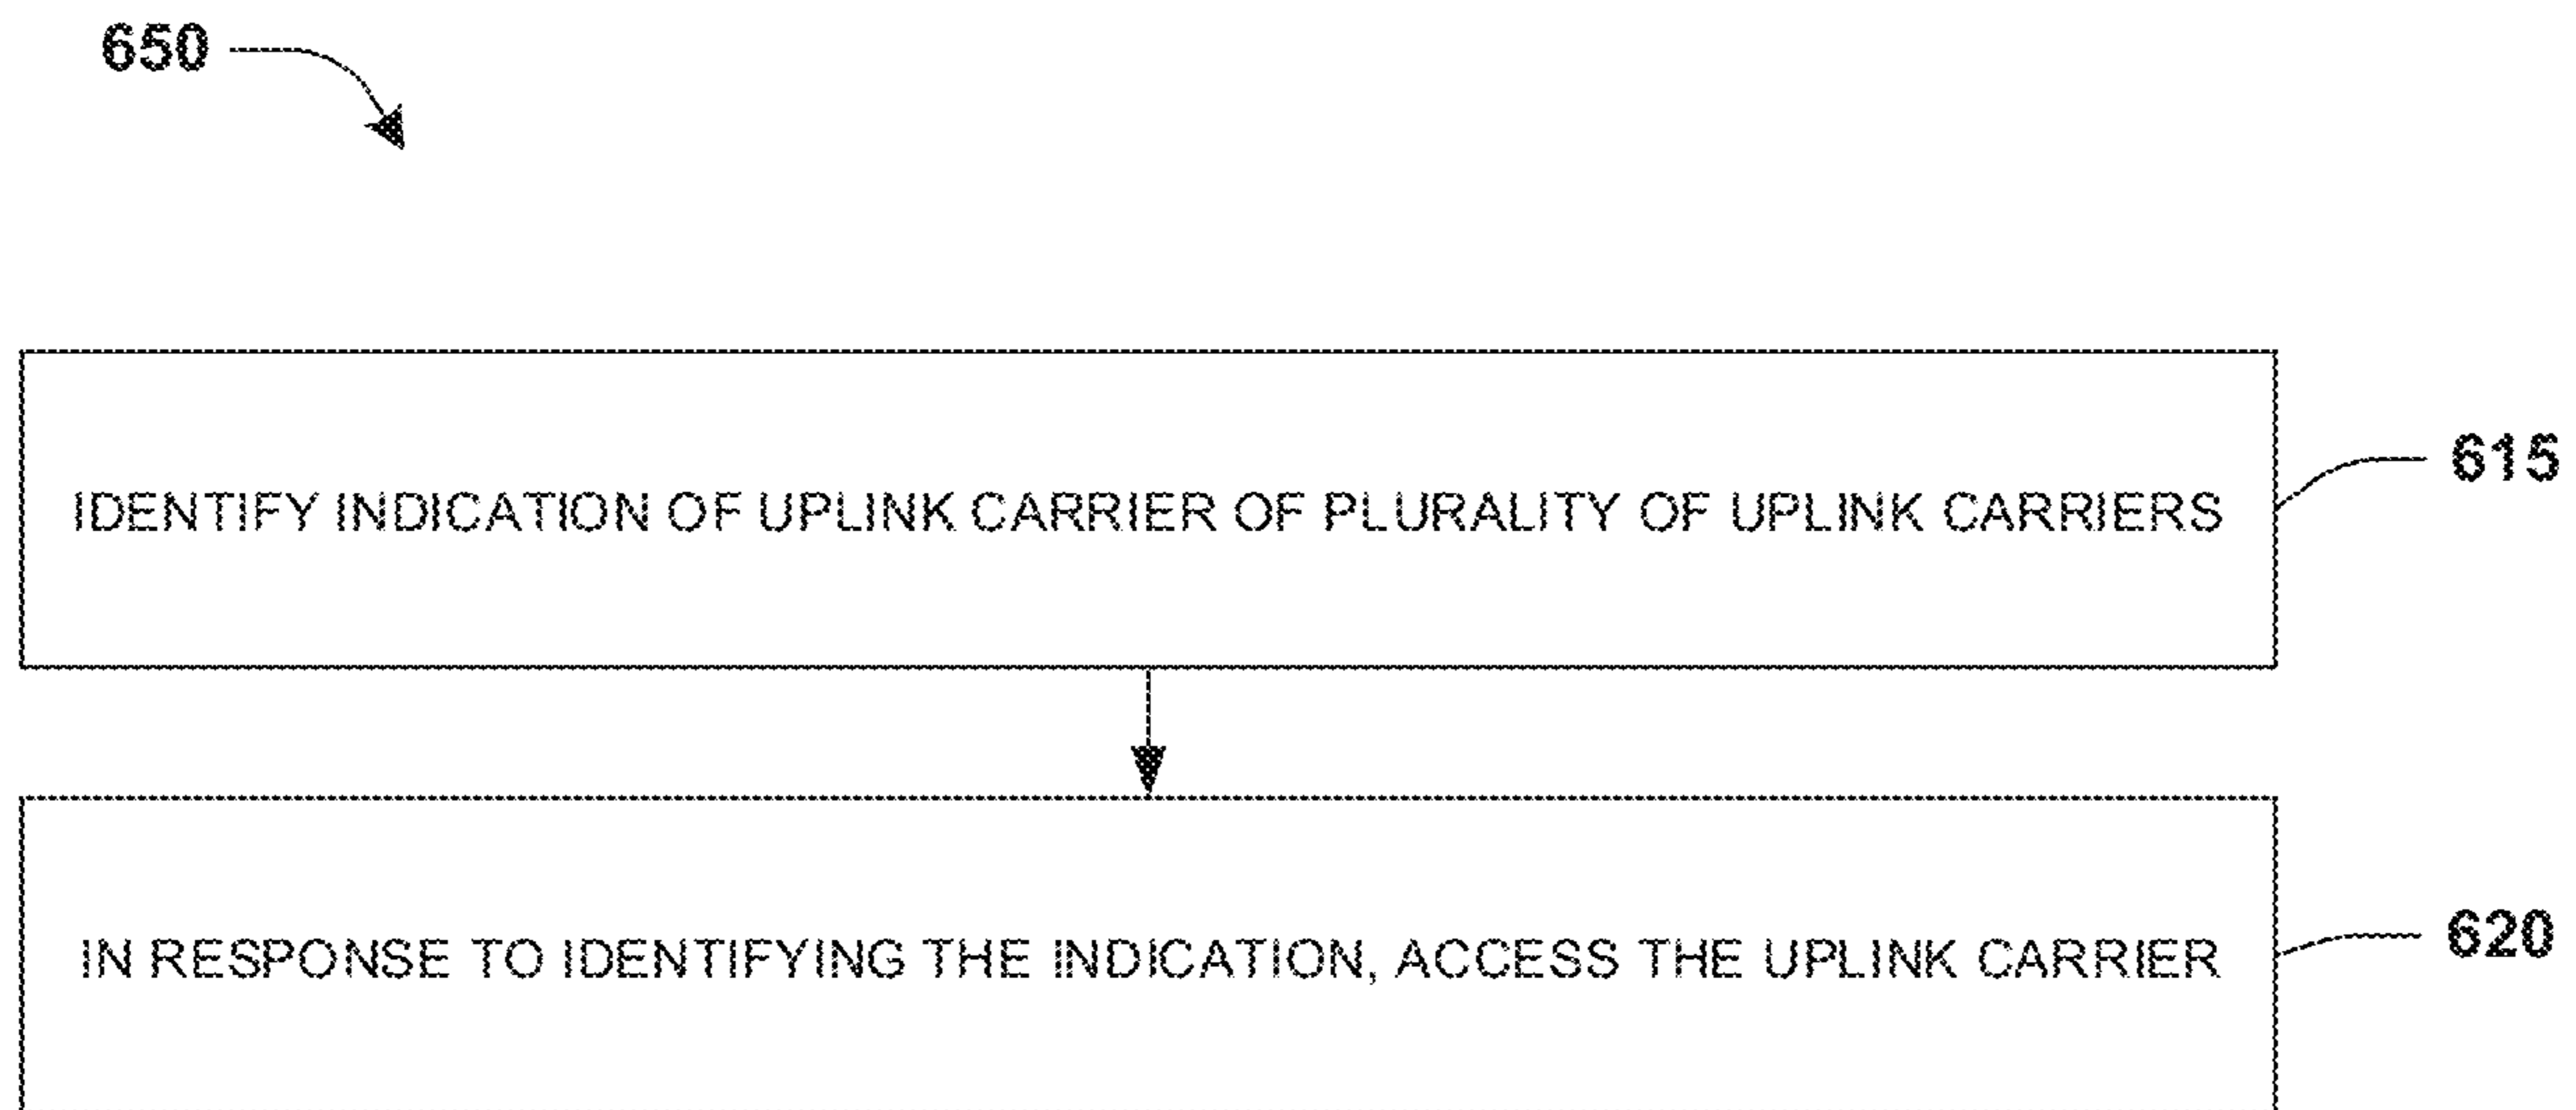 650
IDENTIFY INDICATION OF UPLINK CARRIER OF PLURALITY OF UPLINK CARRIERS
615
IN RESPONSE TO IDENTIFYING THE INDICATION, ACCESS THE UPLINK CARRIER
620